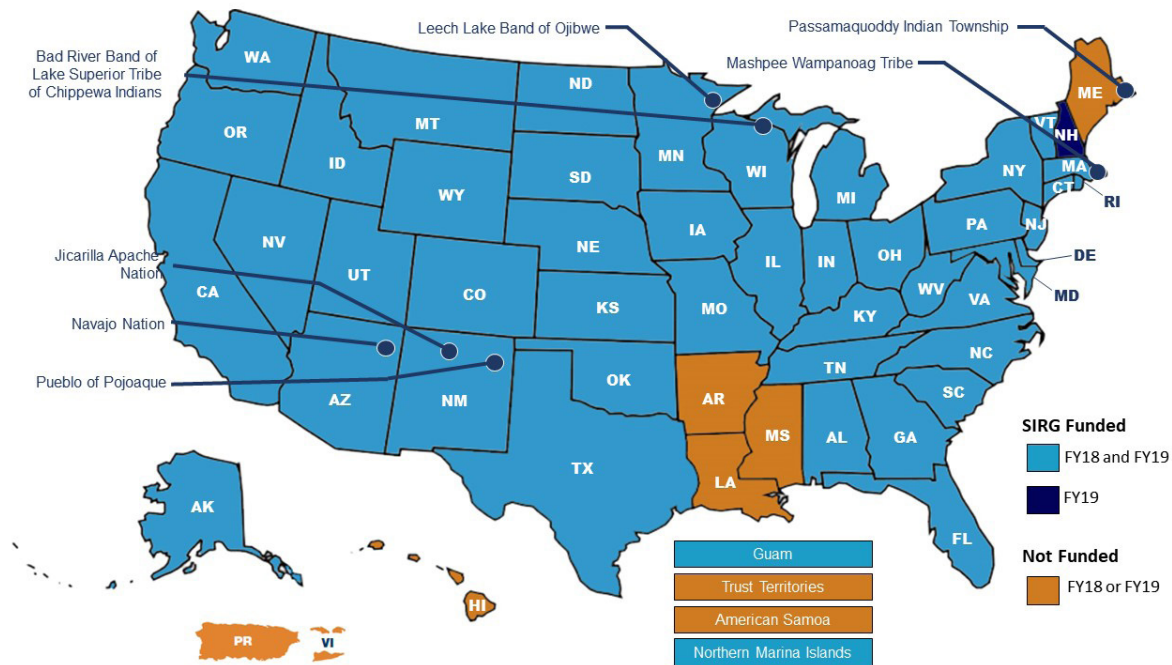 Leech Lake Band of Ojibwe
Passamaquoddy Indian Township
Bad River Band of
Lake Superior Tribe
of Chippewa Indians
Mashpee Wampanoag Tribe
WA
OR
MT
ID
WY
ND
SD
MN
WI
MI
NY
VT
NH
ME
MA
CT
RI
NV
CA
UT
CO
NE
KS
IA
MO
IL
IN
OH
PA
NJ
DE
MD
WV
VA
KY
Jicarilla Apache
Nation
Navajo Nation
Pueblo of Pojoaque
AZ
NM
OK
TX
AR
LA
MS
TN
NC
SC
AL
GA
FL
AK
HI
PR
VI
SIRG Funded
FY18 and FY19
FY19
Not Funded
FY18 or FY19
Guam
Trust Territories
American Samoa
Northern Marina Islands